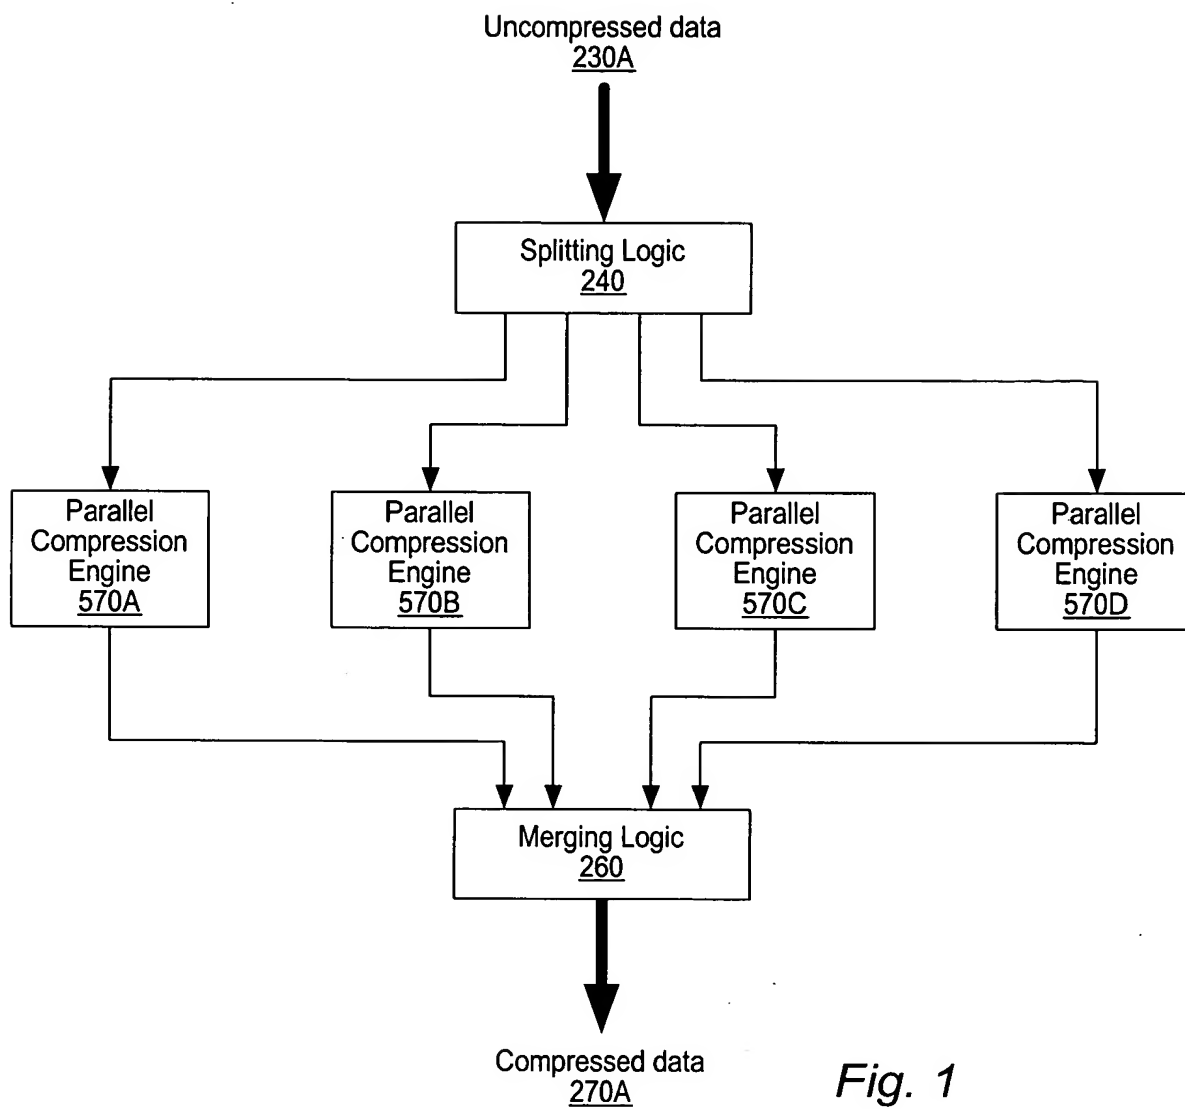 Uncompressed data
230A
Splitting Logic
240
Parallel
Compression
Engine
570A
Parallel
Compression
Engine
570B
Parallel
Compression
Engine
570C
Parallel
Compression
Engine
570D
Merging Logic
260
Compressed data
270A
Fig. 1